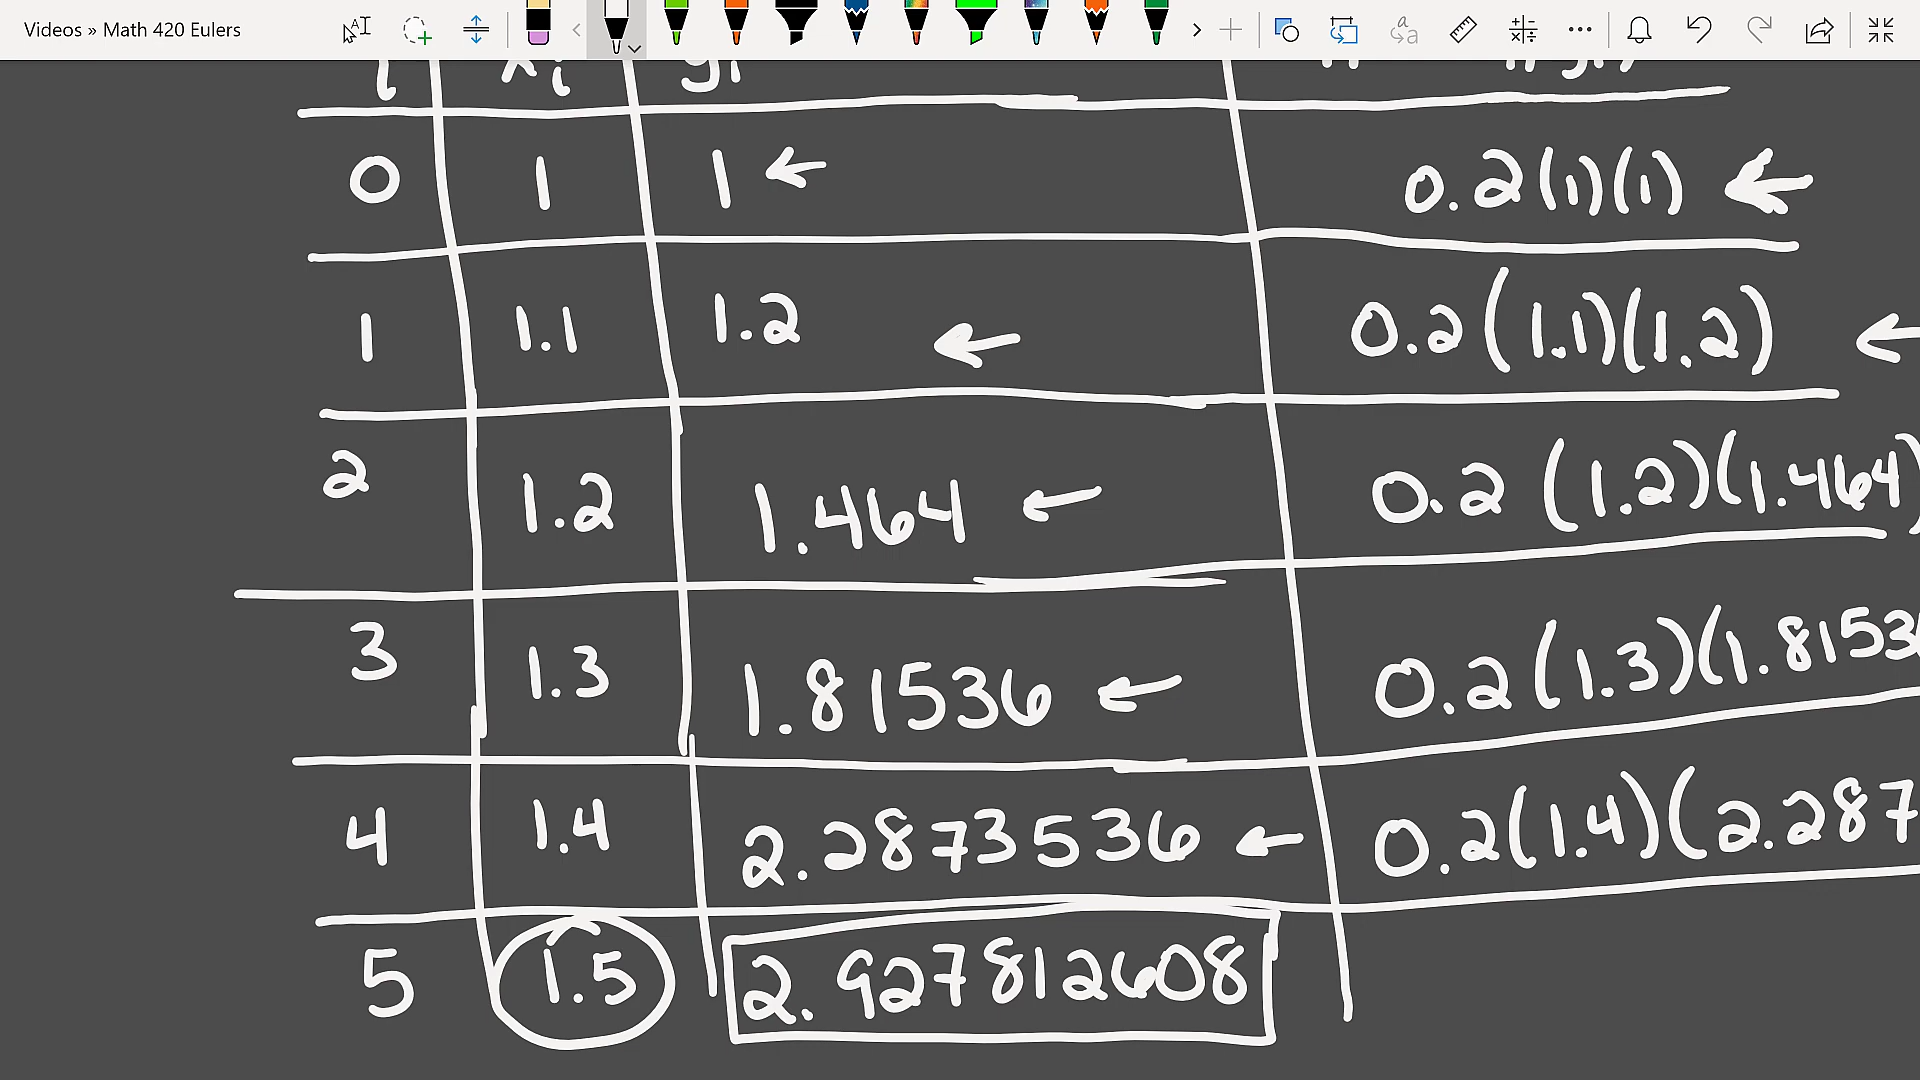 Videos » Math 420 Eulers
i xi yi
0 1 1 ← 0.2(1)(1) ←
1 1.1 1.2 ← 0.2(1.1)(1.2) ←
2 1.2 1.464 ← 0.2(1.2)(1.464)
3 1.3 1.81536 ← 0.2(1.3)(1.8153
4 1.4 2.2873536 ← 0.2(1.4)(2.287
5 1.5 2.927812608